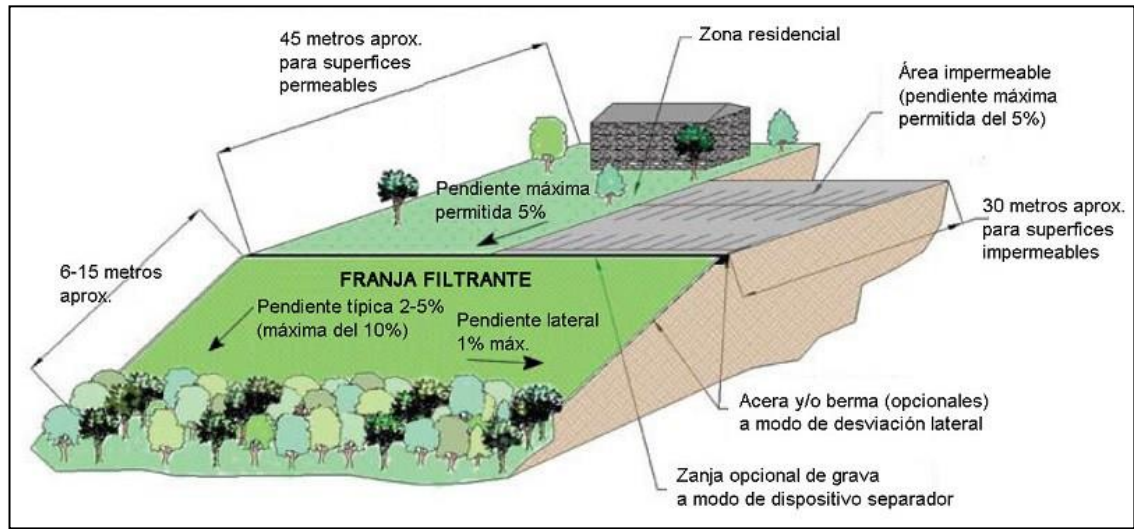 45 metros aprox.
para superfices
permeables
Zona residencial
Área impermeable
(pendiente máxima
permitida del 5%)
Pendiente máxima
permitida 5%
30 metros aprox.
para superfices
impermeables
6-15 metros
aprox.
FRANJA FILTRANTE
Pendiente típica 2-5%
(máxima del 10%)
Pendiente lateral
1% máx.
Acera y/o berma (opcionales)
a modo de desviación lateral
Zanja opcional de grava
a modo de dispositivo separador